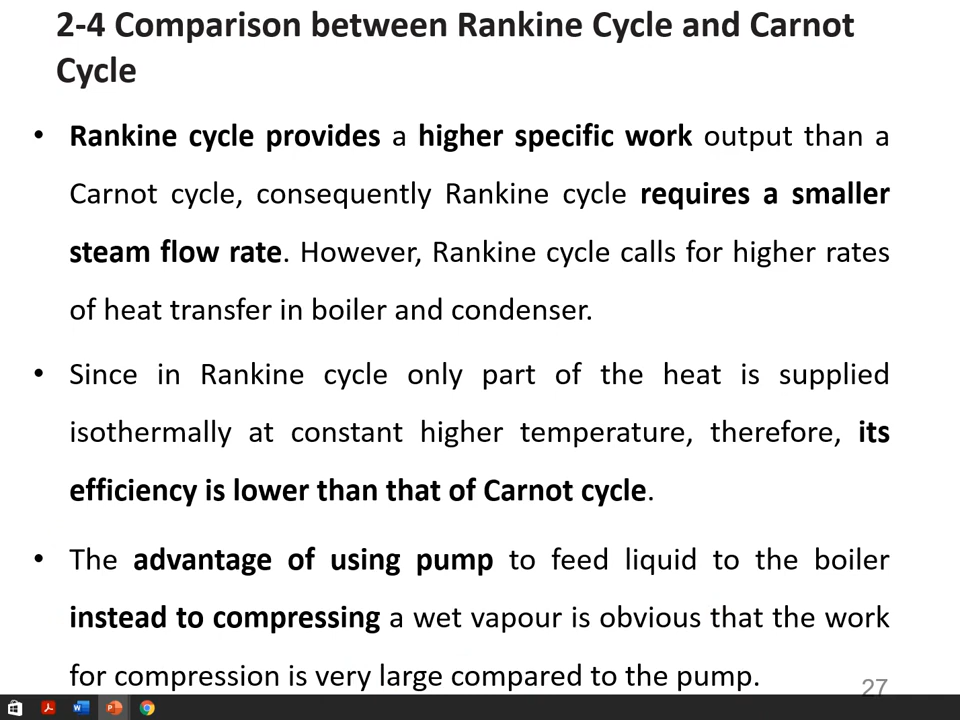 2-4 Comparison between Rankine Cycle and Carnot
Cycle
• Rankine cycle provides a higher specific work output than a
Carnot cycle, consequently Rankine cycle requires a smaller
steam flow rate. However, Rankine cycle calls for higher rates
of heat transfer in boiler and condenser.
• Since in Rankine cycle only part of the heat is supplied
isothermally at constant higher temperature, therefore, its
efficiency is lower than that of Carnot cycle.
• The advantage of using pump to feed liquid to the boiler
instead to compressing a wet vapour is obvious that the work
for compression is very large compared to the pump.
27